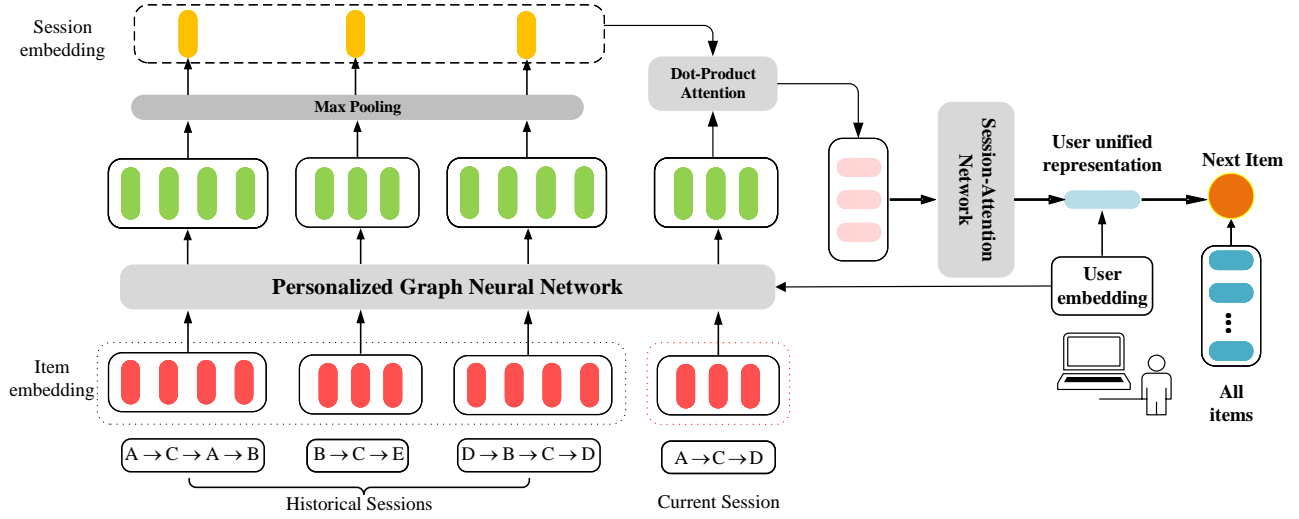 Session
embedding
Max Pooling
Dot-Product
Attention
Session-Attention
Network
User unified
representation
Next Item
Personalized Graph Neural Network
User
embedding
Item
embedding
All
items
A→C→A→B
B→C→E
D→B→C→D
A→C→D
Historical Sessions
Current Session